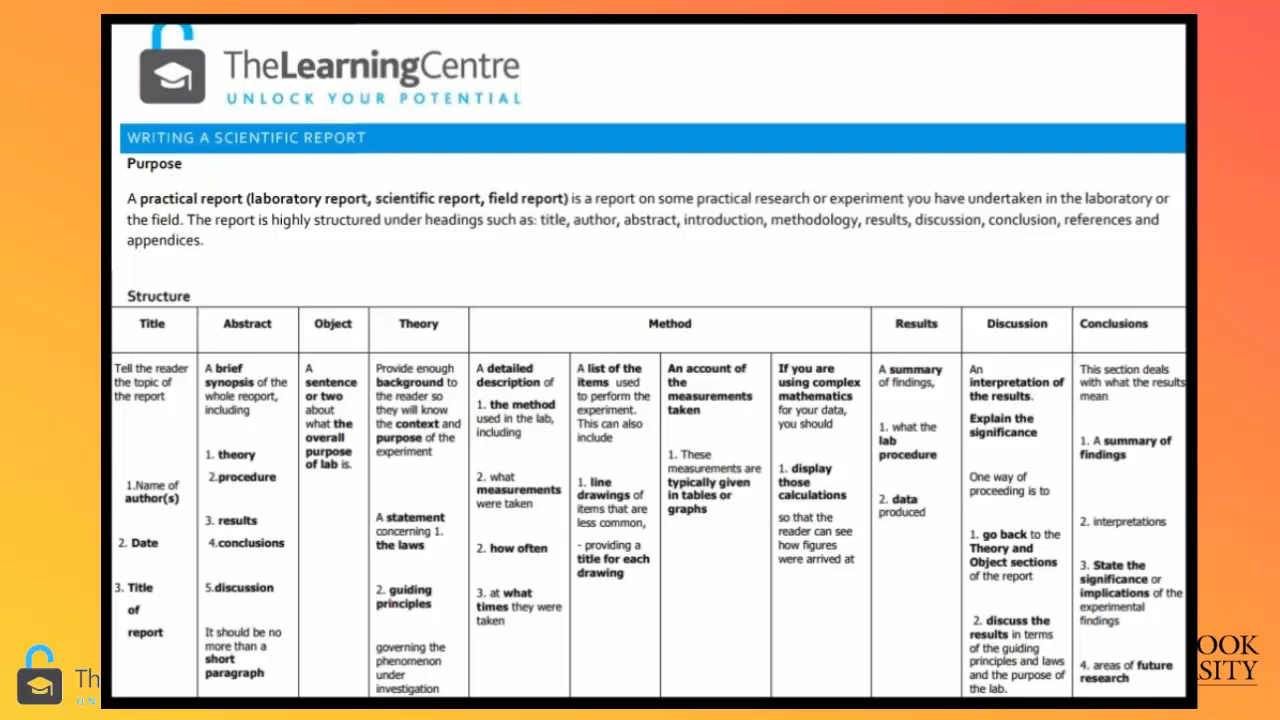 TheLearningCentre
UNLOCK YOUR POTENTIAL
WRITING A SCIENTIFIC REPORT
Purpose
A practical report (laboratory report, scientific report, field report) is a report on some practical research or experiment you have undertaken in the laboratory or
the field. The report is highly structured under headings such as: title, author, abstract, introduction, methodology, results, discussion, conclusion, references and
appendices.
Structure
Title
Abstract
Object
Theory
Method
Results
Discussion
Conclusions
Tell the reader
the topic of
the report
1.Name of
author(s)
2. Date
3. Title
of
report
A brief
synopsis of the
whole reoport,
including
1. theory
2.procedure
3. results
4.conclusions
5.discussion
It should be no
more than a
short
paragraph
A
sentence
or two
about
what the
overall
purpose
of lab is.
Provide enough
background to
the reader so
they will know
the context and
purpose of the
experiment
A statement
concerning 1.
the laws
2. guiding
principles
governing the
phenomenon
under
investigation
A detailed
description of
1. the method
used in the lab,
including
2. what
measurements
were taken
2. how often
3. at what
times they were
taken
A list of the
items used
to perform the
experiment.
This can also
include
1. line
drawings of
items that are
less common,
- providing a
title for each
drawing
An account of
the
measurements
taken
1. These
measurements are
typically given
in tables or
graphs
If you are
using complex
mathematics
for your data,
you should
1. display
those
calculations
so that the
reader can see
how figures
were arrived at
A summary
of findings,
1. what the
lab
procedure
2. data
produced
An
interpretation of
the results.
Explain the
significance
One way of
proceeding is to
1. go back to the
Theory and
Object sections
of the report
2. discuss the
results in terms
of the guiding
principles and laws
and the purpose of
the lab.
This section deals
with what the results
mean
1. A summary of
findings
2. interpretations
3. State the
significance or
implications of the
experimental
findings
4. areas of future
research
Th
UN
OOK
SITY